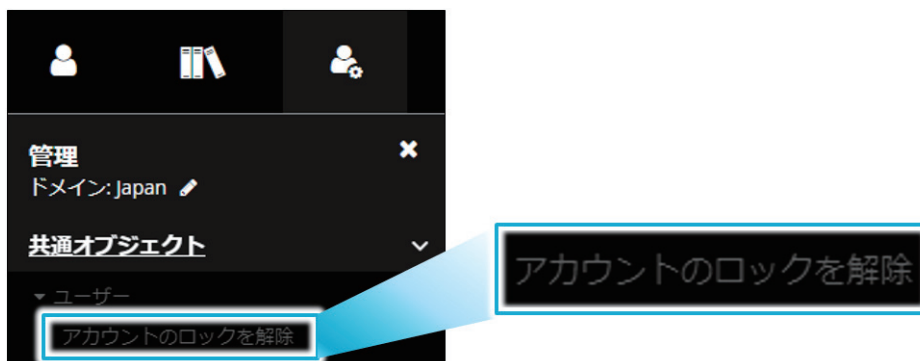 管理
ドメイン: Japan
共通オブジェクト
ユーザー
アカウントのロックを解除
アカウントのロックを解除